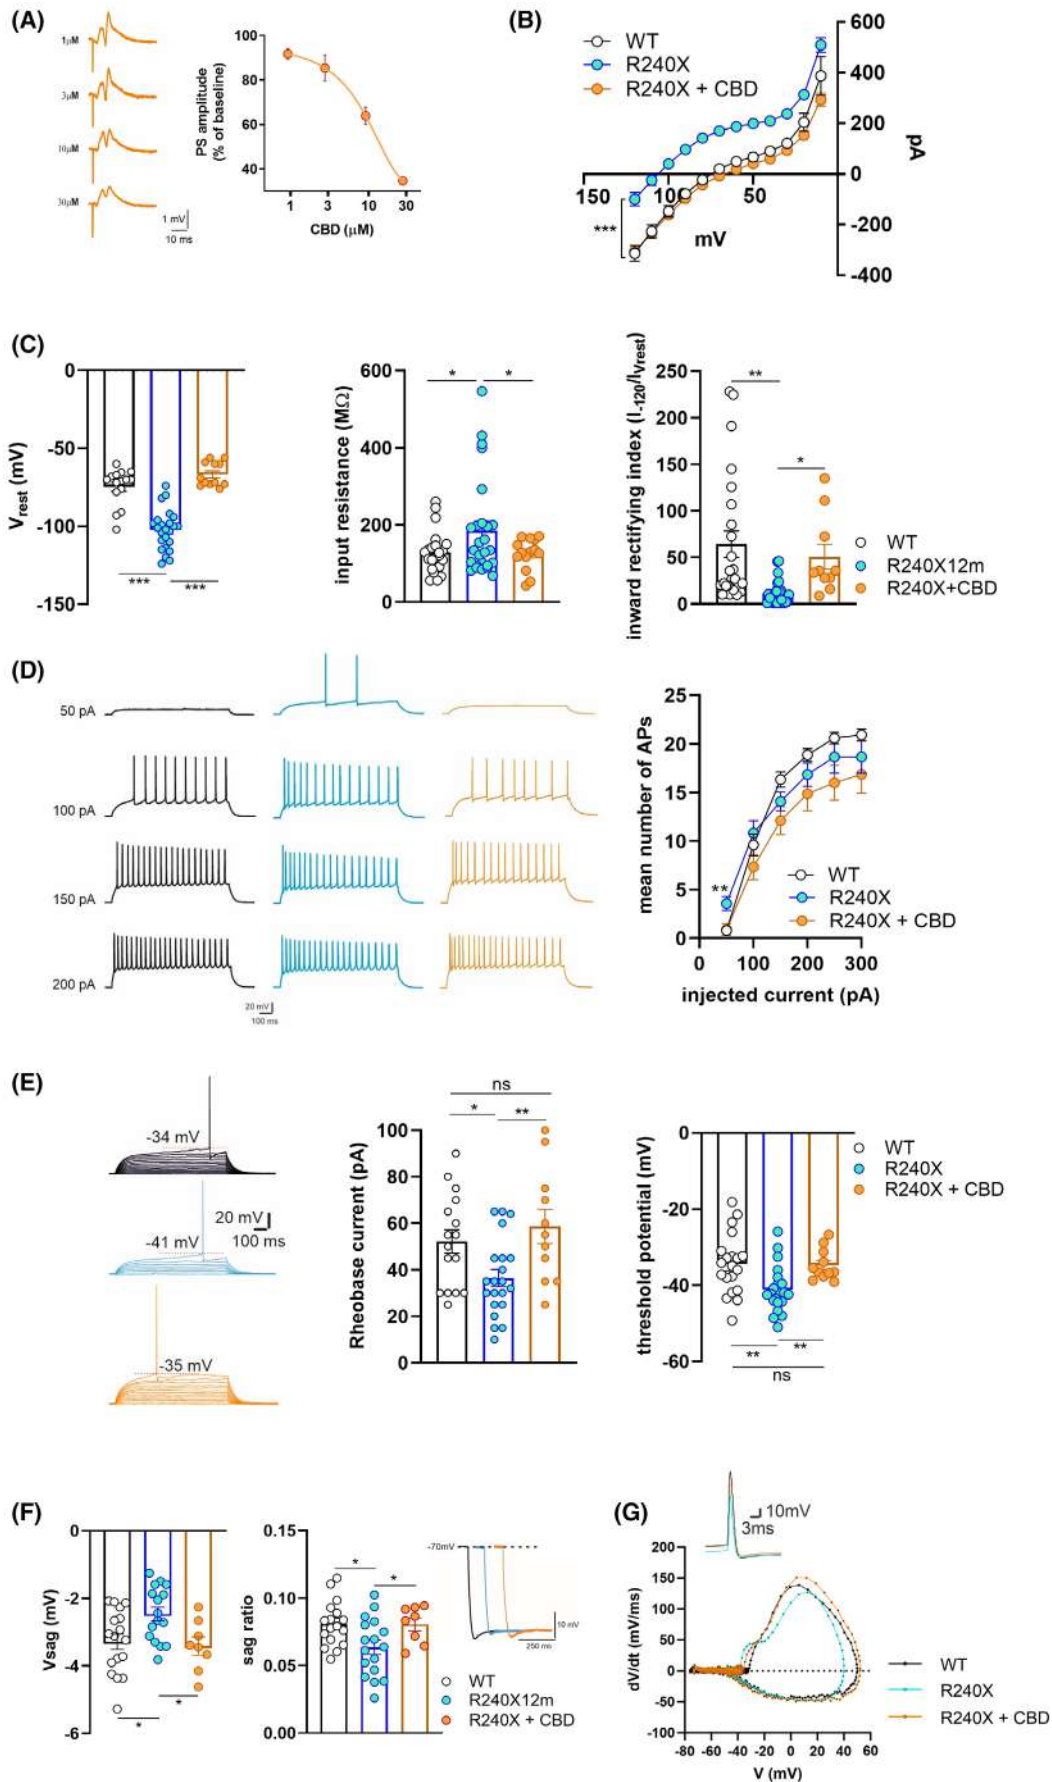 (A)
1μM
3μM
10μM
30μM
1 mV
10 ms
PS amplitude
(% of baseline)
100
80
60
40
1 3 10 30
CBD (μM)
(B)
WT
R240X
R240X + CBD
600
400
200
0
-200
-400
pA
150 100 50
mV
***
(C)
0
-50
-100
-150
Vrest (mV)
*** ***
600
400
200
0
input resistance (MΩ)
* *
250
200
150
100
50
0
inward rectifying index (I-120/IVrest)
**
*
WT
R240X12m
R240X+CBD
(D)
50 pA
100 pA
150 pA
200 pA
20 mV
100 ms
25
20
15
10
5
0
mean number of APs
**
WT
R240X
R240X + CBD
0 100 200 300
injected current (pA)
(E)
-34 mV
-41 mV
20 mV
100 ms
-35 mV
ns
* **
100
80
60
40
20
0
Rheobase current (pA)
0
-20
-40
-60
threshold potential (mV)
** **
ns
WT
R240X
R240X + CBD
(F)
0
-2
-4
-6
Vsag (mV)
* *
0.15
0.10
0.05
0.00
sag ratio
* *
-70mV
10 mV
250 ms
WT
R240X12m
R240X + CBD
(G)
10mV
3ms
200
150
100
50
0
-50
-100
dV/dt (mV/ms)
-80 -60 -40 -20 0 20 40 60
V (mV)
WT
R240X
R240X + CBD